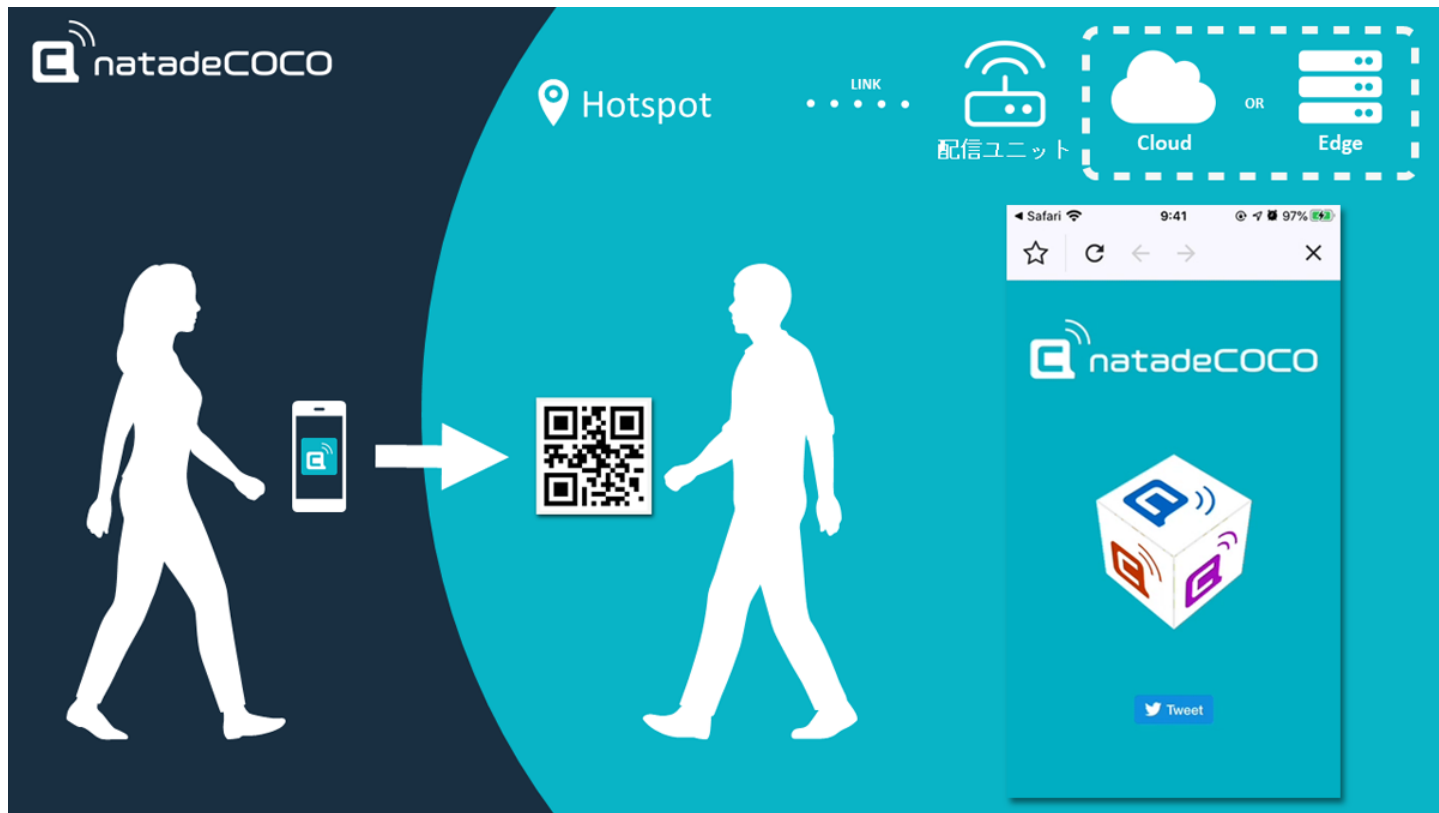 natadeCOCO
Hotspot
LINK
配信ユニット
Cloud
OR
Edge
Safari
9:41
97%
natadeCOCO
Tweet